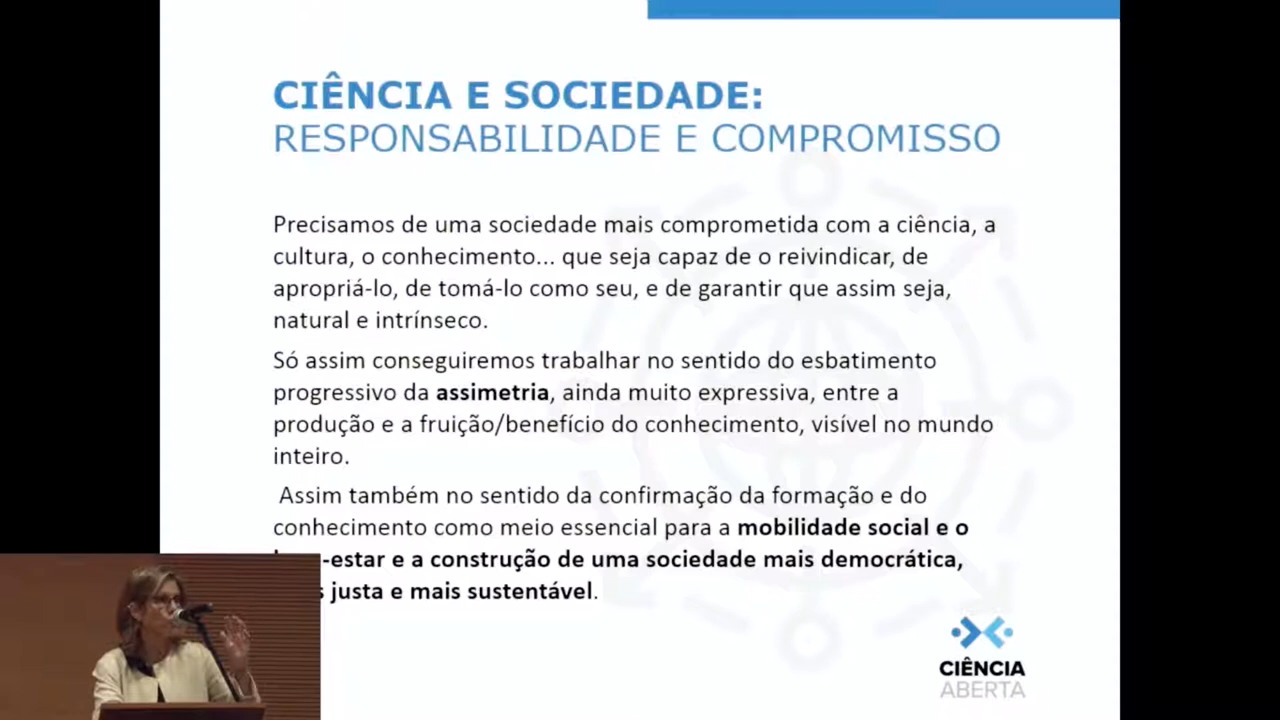 CIÊNCIA E SOCIEDADE:
RESPONSABILIDADE E COMPROMISSO
Precisamos de uma sociedade mais comprometida com a ciência, a
cultura, o conhecimento... que seja capaz de o reivindicar, de
apropriá-lo, de tomá-lo como seu, e de garantir que assim seja,
natural e intrínseco.
Só assim conseguiremos trabalhar no sentido do esbatimento
progressivo da assimetria, ainda muito expressiva, entre a
produção e a fruição/benefício do conhecimento, visível no mundo
inteiro.
Assim também no sentido da confirmação da formação e do
conhecimento como meio essencial para a mobilidade social e o
-estar e a construção de uma sociedade mais democrática,
justa e mais sustentável.
CIÊNCIA
ABERTA